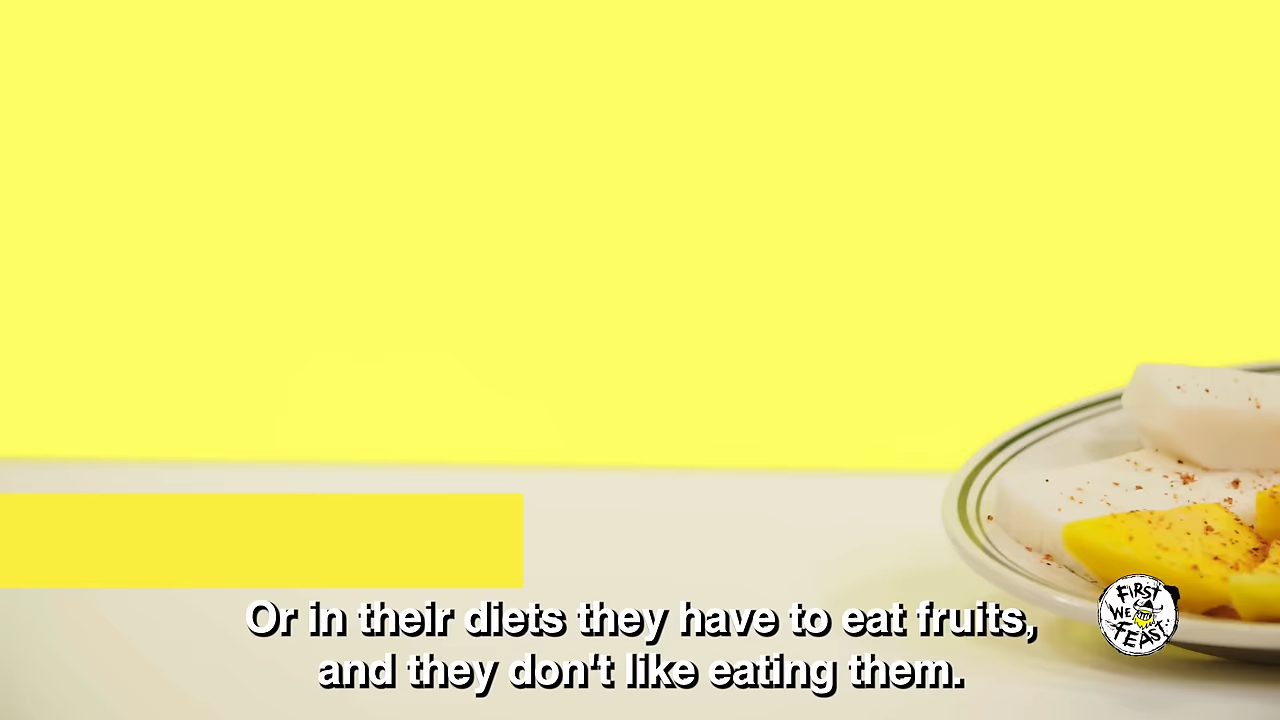 Or in their diets they have to eat fruits,
and they don't like eating them.
FIRST
WE
FEAST